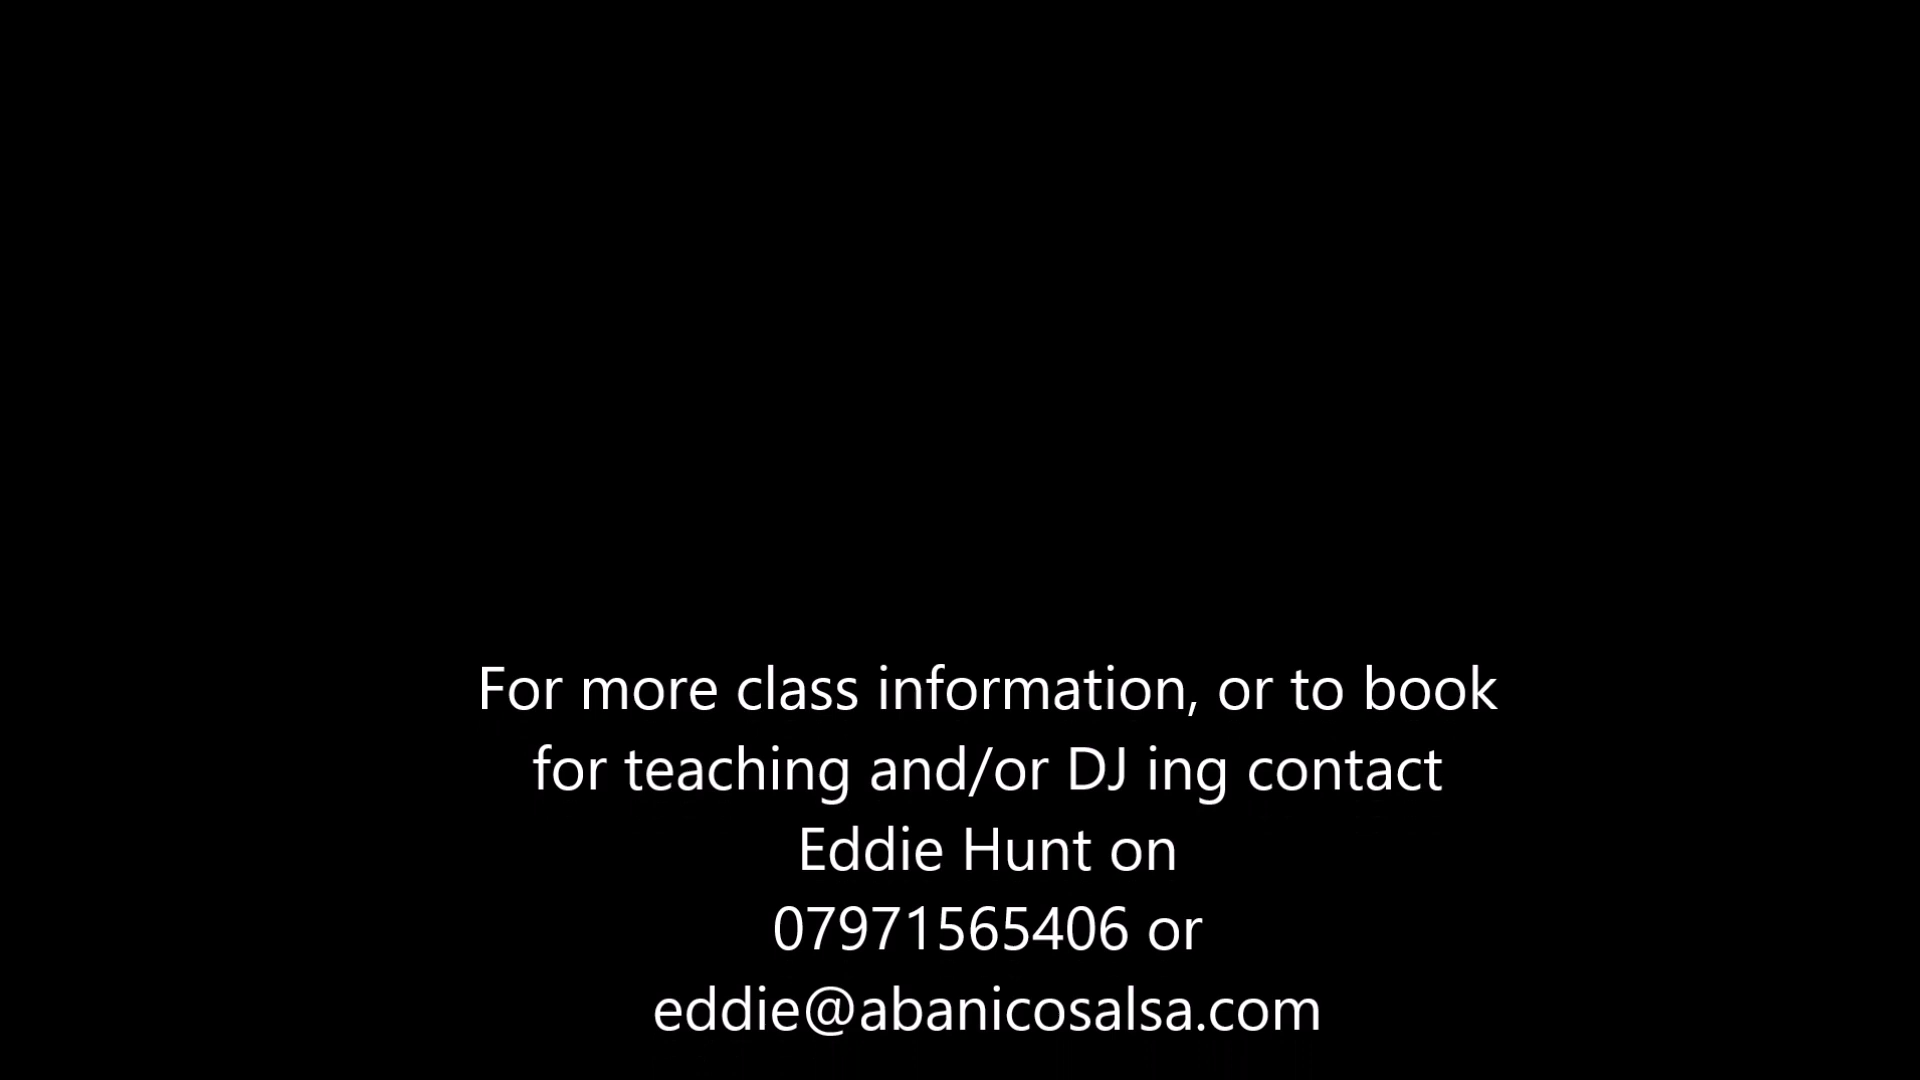 For more class information, or to book
for teaching and/or DJ ing contact
Eddie Hunt on
07971565406 or
eddie@abanicosalsa.com